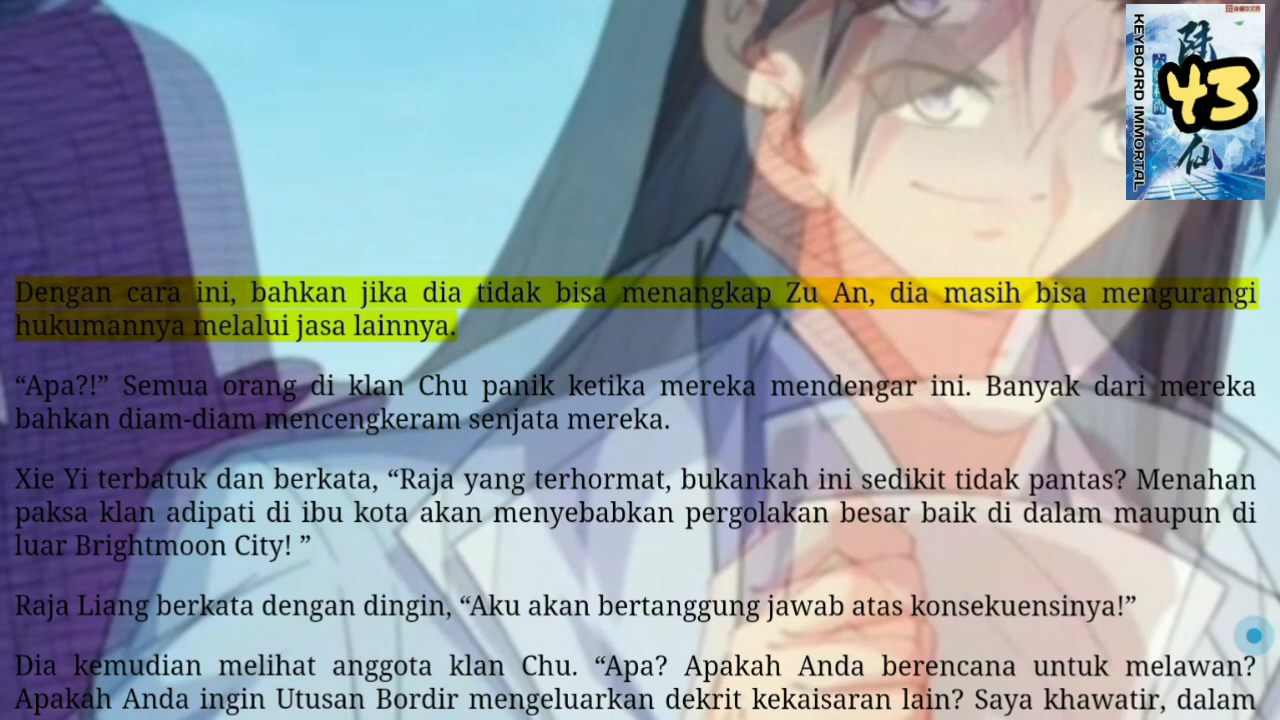 KEYBOARD IMMORTAL
陸
仙
43
Dengan cara ini, bahkan jika dia tidak bisa menangkap Zu An, dia masih bisa mengurangi
hukumannya melalui jasa lainnya.
“Apa?!” Semua orang di klan Chu panik ketika mereka mendengar ini. Banyak dari mereka
bahkan diam-diam mencengkeram senjata mereka.
Xie Yi terbatuk dan berkata, “Raja yang terhormat, bukankah ini sedikit tidak pantas? Menahan
paksa klan adipati di ibu kota akan menyebabkan pergolakan besar baik di dalam maupun di
luar Brightmoon City! ”
Raja Liang berkata dengan dingin, “Aku akan bertanggung jawab atas konsekuensinya!”
Dia kemudian melihat anggota klan Chu. “Apa? Apakah Anda berencana untuk melawan?
Apakah Anda ingin Utusan Bordir mengeluarkan dekrit kekaisaran lain? Saya khawatir, dalam